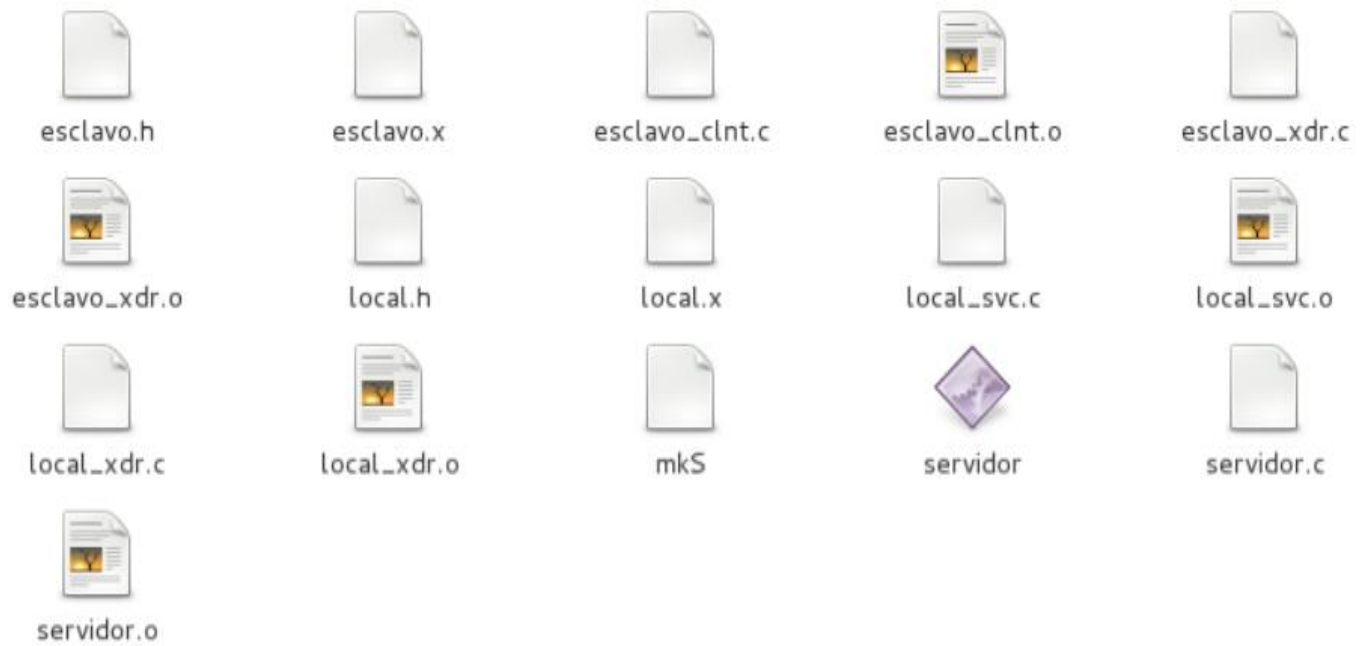 esclavo.h esclavo.x esclavo_clnt.c esclavo_clnt.o esclavo_xdr.c
esclavo_xdr.o local.h local.x local_svc.c local_svc.o
local_xdr.c local_xdr.o mkS servidor servidor.c
servidor.o